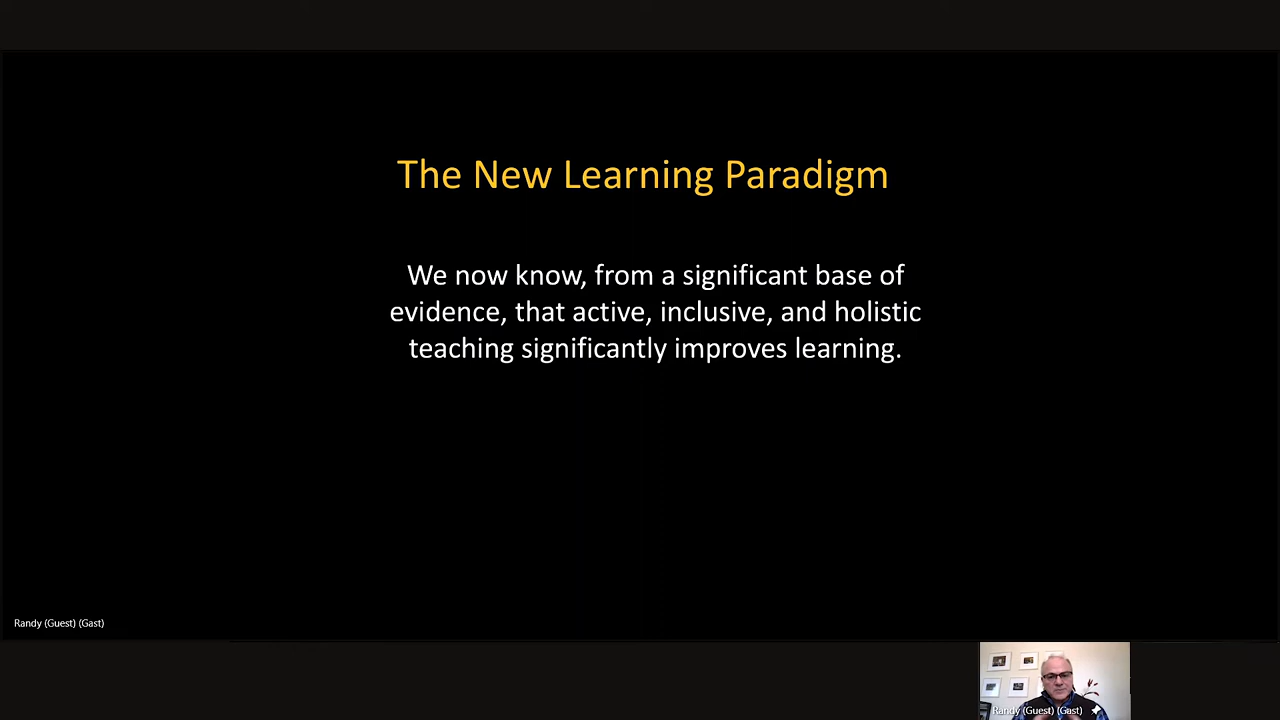 The New Learning Paradigm
We now know, from a significant base of
evidence, that active, inclusive, and holistic
teaching significantly improves learning.
Randy (Guest) (Gast)
Randy (Guest) (Gast)